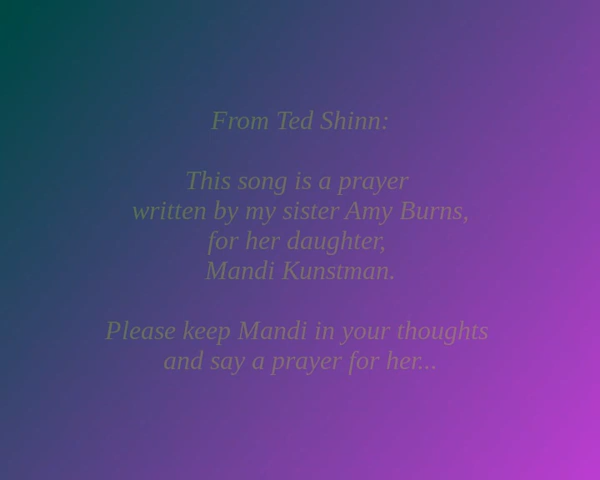 From Ted Shinn:
This song is a prayer
written by my sister Amy Burns,
for her daughter,
Mandi Kunstman.
Please keep Mandi in your thoughts
and say a prayer for her...